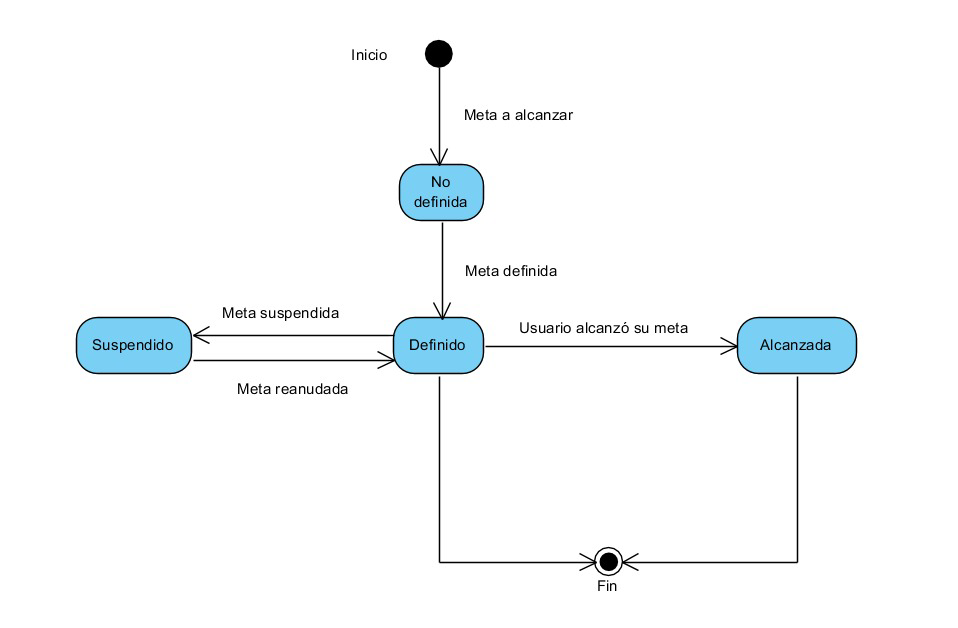 Inicio
Meta a alcanzar
No
definida
Meta definida
Meta suspendida
Usuario alcanzó su meta
Suspendido
Definido
Alcanzada
Meta reanudada
Fin